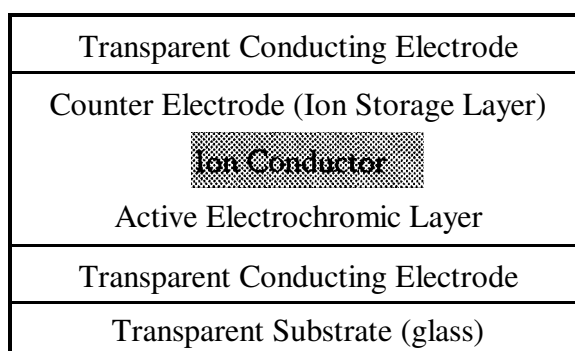 Transparent Conducting Electrode
Counter Electrode (Ion Storage Layer)
Ion Conductor
Active Electrochromic Layer
Transparent Conducting Electrode
Transparent Substrate (glass)